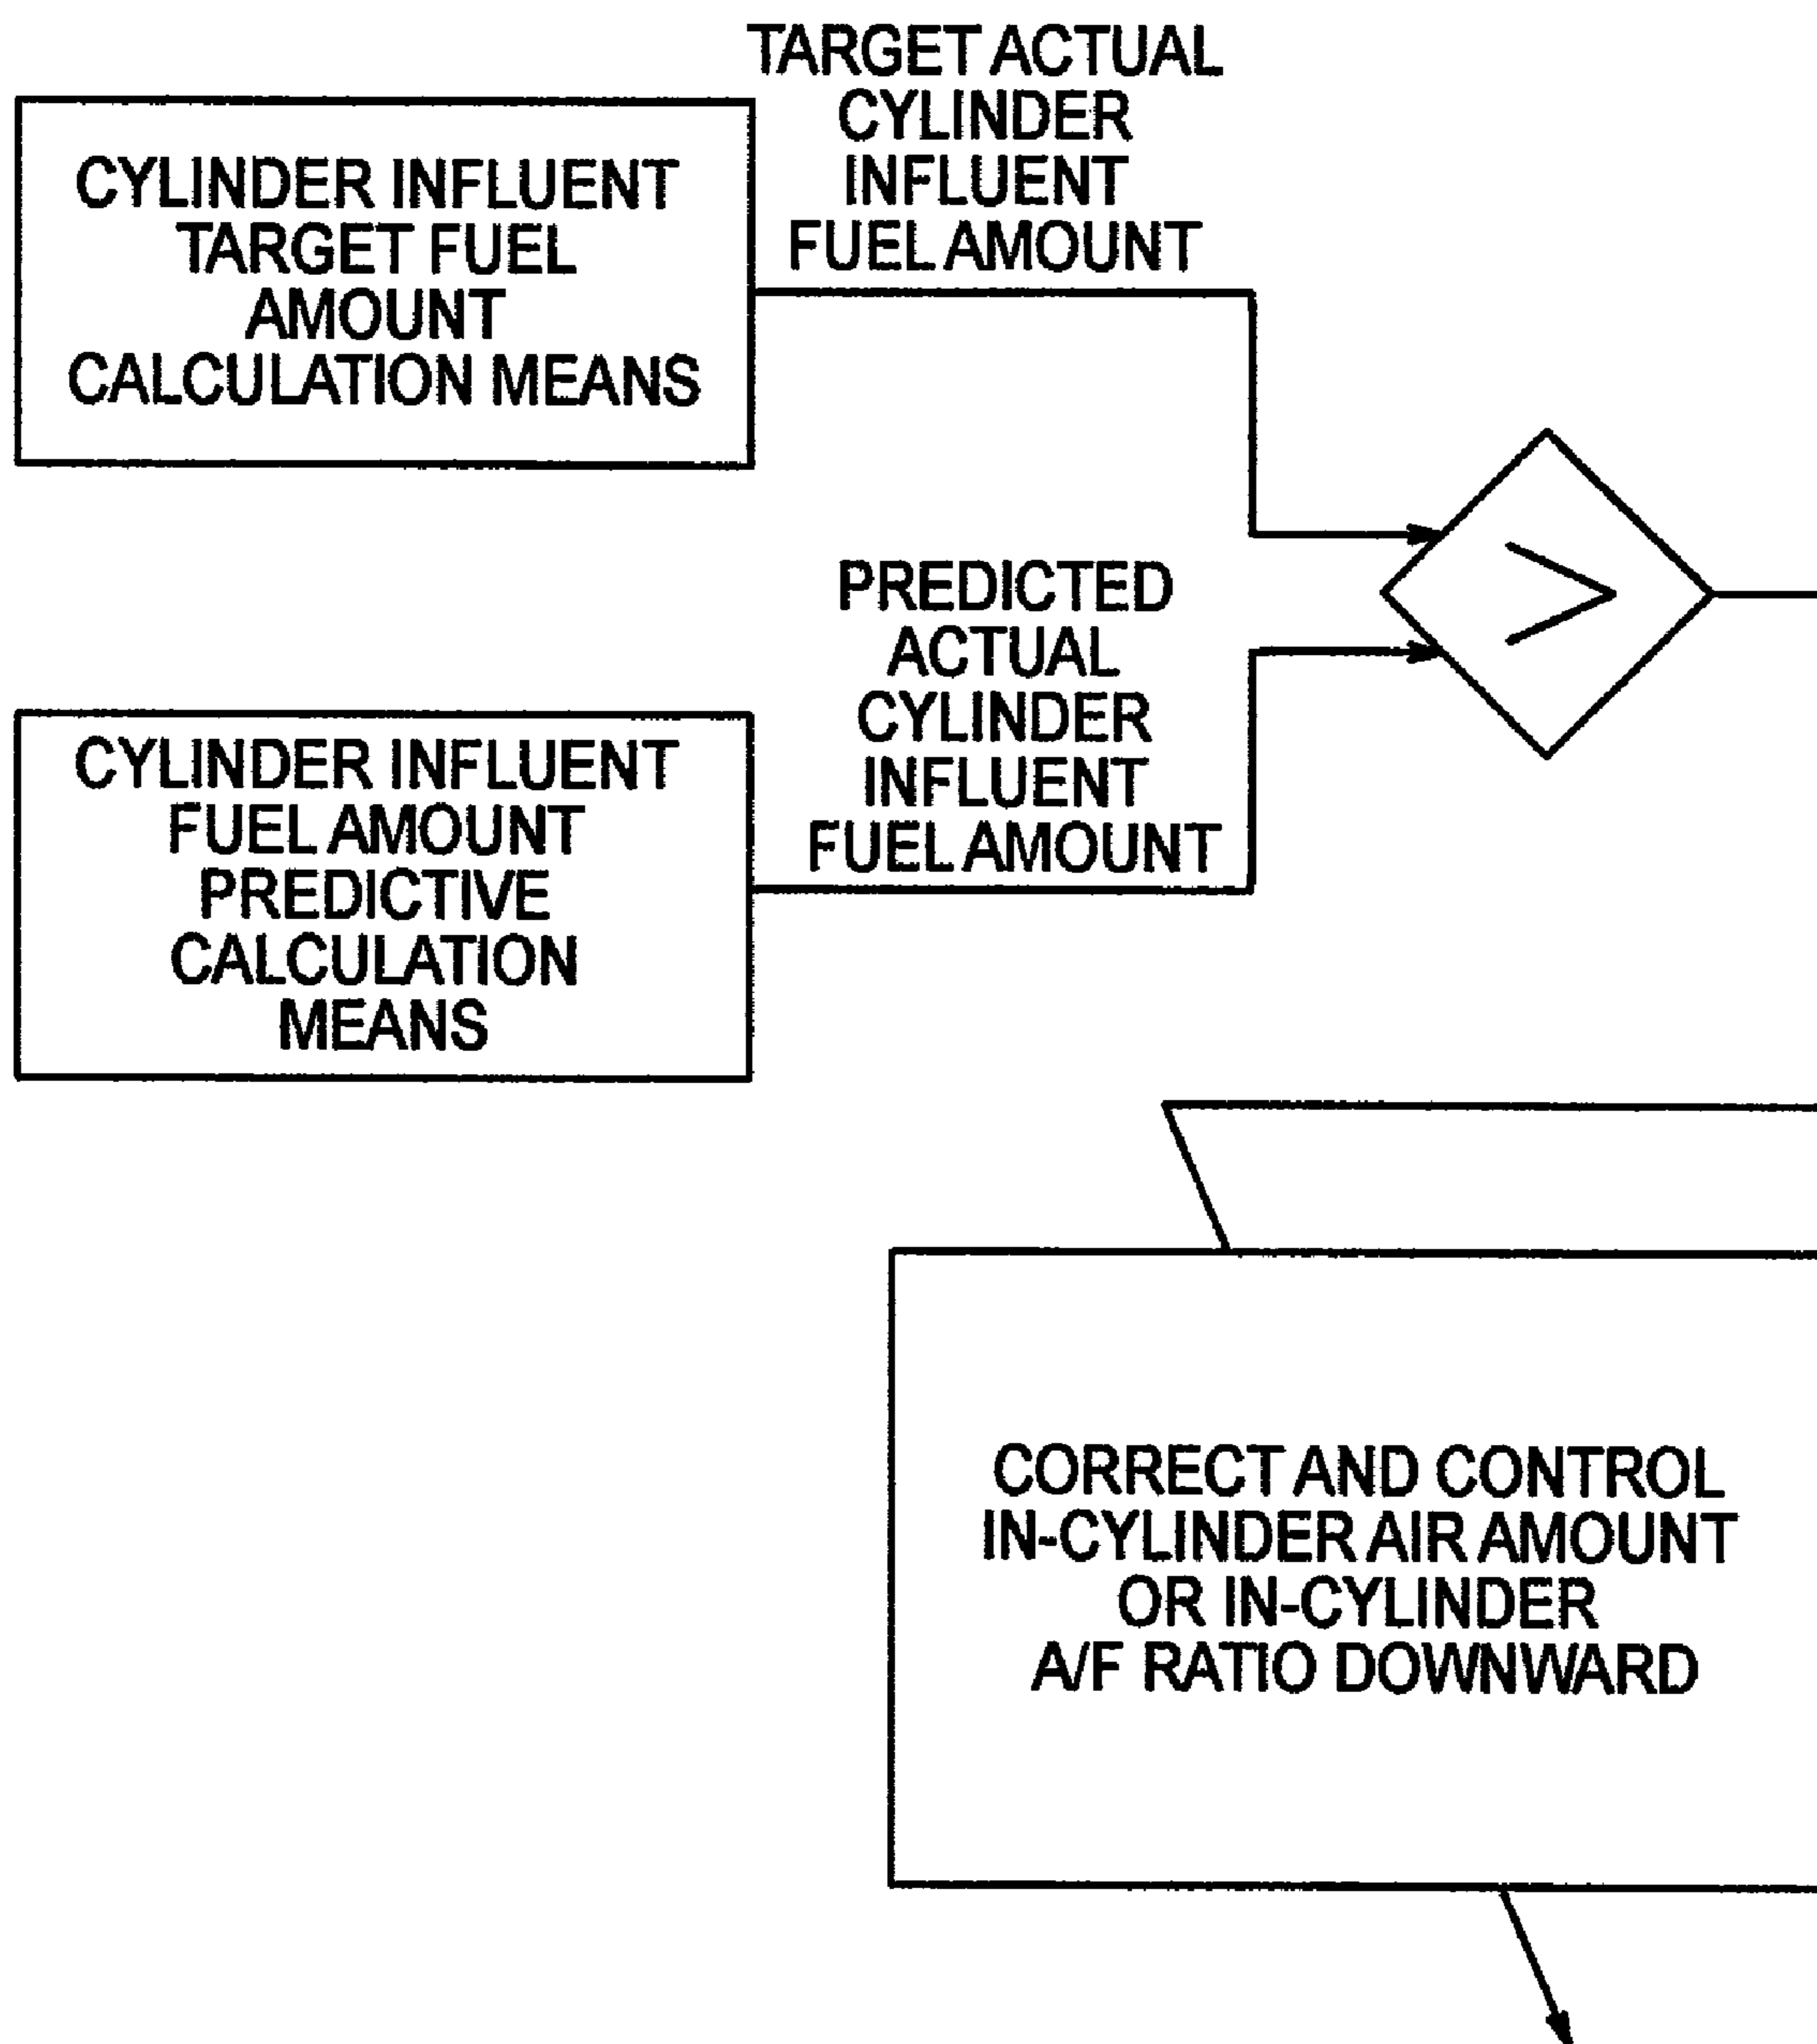 TARGET ACTUAL
CYLINDER
INFLUENT
FUEL AMOUNT
CYLINDER INFLUENT
TARGET FUEL
AMOUNT
CALCULATION MEANS
>
PREDICTED
ACTUAL
CYLINDER
INFLUENT
FUEL AMOUNT
CYLINDER INFLUENT
FUEL AMOUNT
PREDICTIVE
CALCULATION
MEANS
CORRECT AND CONTROL
IN-CYLINDER AIR AMOUNT
OR IN-CYLINDER
A/F RATIO DOWNWARD